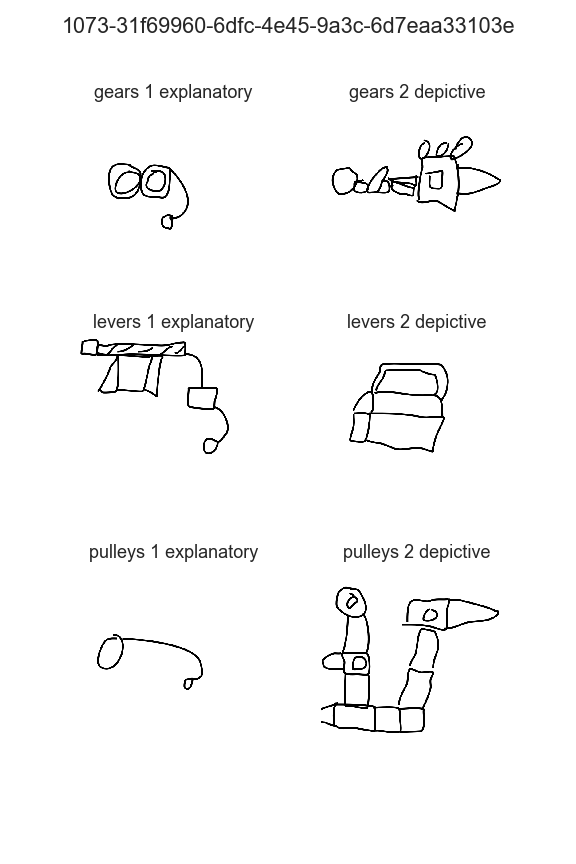 1073-31f69960-6dfc-4e45-9a3c-6d7eaa33103e
gears 1 explanatory
gears 2 depictive
levers 1 explanatory
levers 2 depictive
pulleys 1 explanatory
pulleys 2 depictive